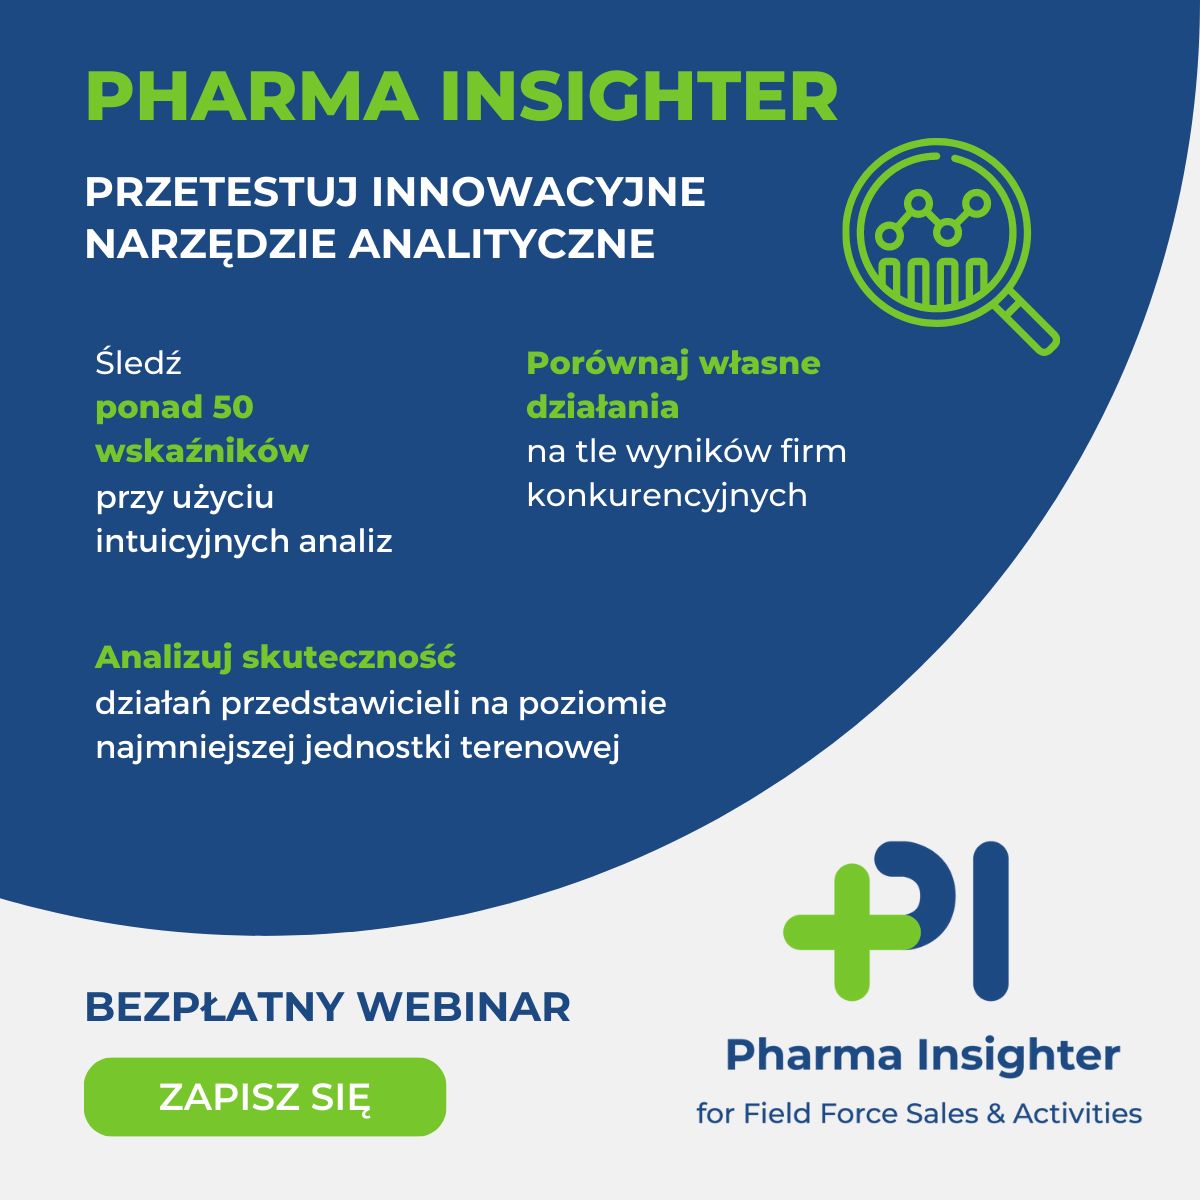 PHARMA INSIGHTER
PRZETESTUJ INNOWACYJNE
NARZĘDZIE ANALITYCZNE
Śledź
ponad 50
wskaźników
przy użyciu
intuicyjnych analiz
Porównaj własne
działania
na tle wyników firm
konkurencyjnych
Analizuj skuteczność
działań przedstawicieli na poziomie
najmniejszej jednostki terenowej
BEZPŁATNY WEBINAR
ZAPISZ SIĘ
PI
Pharma Insighter
for Field Force Sales & Activities